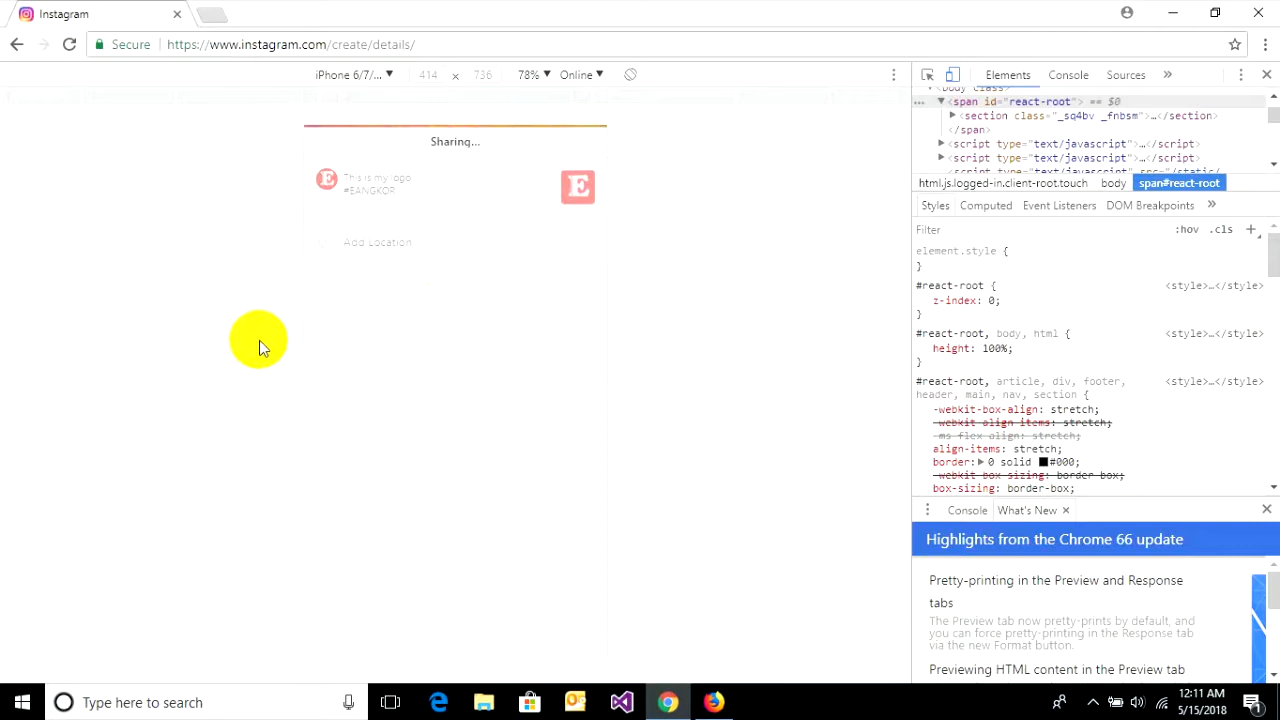 Instagram
Secure https://www.instagram.com/create/details/
iPhone 6/7/... ▼ 414 x 736 78% ▼ Online ▼
Sharing...
E
This is my logo
#EANGKOR
E
Add Location
Elements Console Sources »
<body class>
... ▼<span id="react-root"> == $0
▶<section class="_sq4bv _fnbsm">…</section>
</span>
▶<script type="text/javascript">…</script>
▶<script type="text/javascript">…</script>
<script type="text/javascript" src="/static/
html.js.logged-in.client-root.touch body span#react-root
Styles Computed Event Listeners DOM Breakpoints »
Filter :hov .cls +
element.style {
}
#react-root { <style>…</style>
z-index: 0;
}
#react-root, body, html { <style>…</style>
height: 100%;
}
#react-root, article, div, footer, <style>…</style>
header, main, nav, section {
-webkit-box-align: stretch;
-webkit-align-items: stretch;
-ms-flex-align: stretch;
align-items: stretch;
border:▶ 0 solid #000;
-webkit-box-sizing: border-box;
box-sizing: border-box;
Console What's New ×
Highlights from the Chrome 66 update
Pretty-printing in the Preview and Response
tabs
The Preview tab now pretty-prints by default, and
you can force pretty-printing in the Response tab
via the new Format button.
Previewing HTML content in the Preview tab
Type here to search
12:11 AM
5/15/2018
1